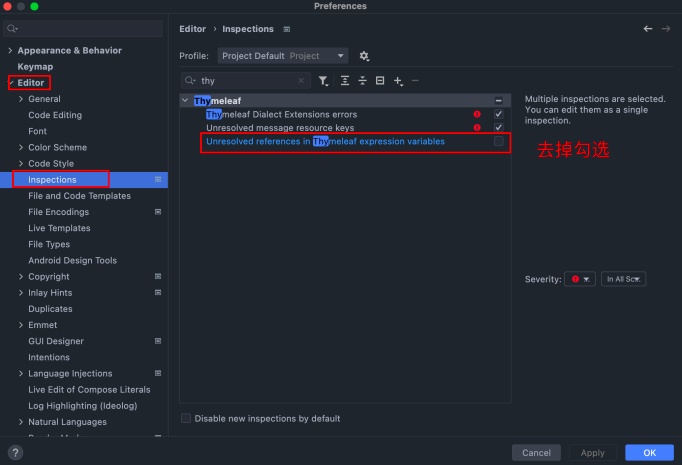 Preferences
Appearance & Behavior
Keymap
Editor
General
Code Editing
Font
Color Scheme
Code Style
Inspections
File and Code Templates
File Encodings
Live Templates
File Types
Android Design Tools
Copyright
Inlay Hints
Duplicates
Emmet
GUI Designer
Intentions
Language Injections
Live Edit of Compose Literals
Log Highlighting (Ideolog)
Natural Languages
Editor › Inspections
Profile: Project Default Project
thy
Thymeleaf
Thymeleaf Dialect Extensions errors
Unresolved message resource keys
Unresolved references in Thymeleaf expression variables
Disable new inspections by default
Multiple inspections are selected.
You can edit them as a single
inspection.
去掉勾选
Severity: In All Sc
?
Cancel Apply OK